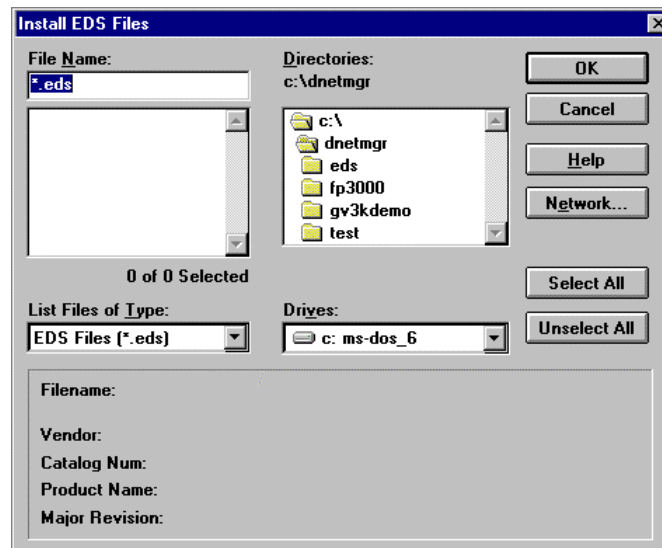 Install EDS Files
File Name:
*.eds
0 of 0 Selected
List Files of Type:
EDS Files (*.eds)
Directories:
c:\dnetmgr
c:\
dnetmgr
eds
fp3000
gv3kdemo
test
Drives:
c: ms-dos_6
OK
Cancel
Help
Network...
Select All
Unselect All
Filename:
Vendor:
Catalog Num:
Product Name:
Major Revision: